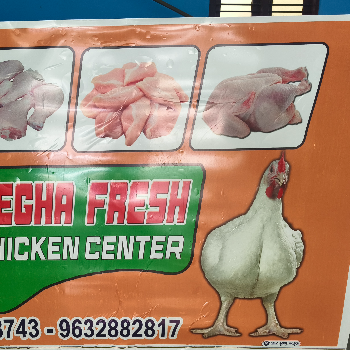 EGHA FRESH
HICKEN CENTER
3743 - 9632882817